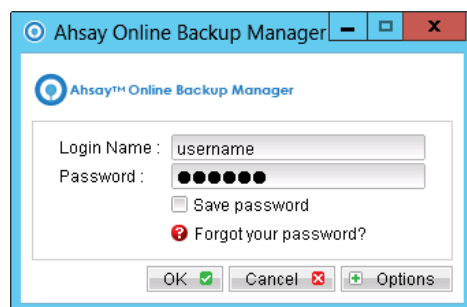 Ahsay Online Backup Manager
Ahsay™ Online Backup Manager
Login Name : username
Password : ●●●●●●
Save password
Forgot your password?
OK Cancel Options